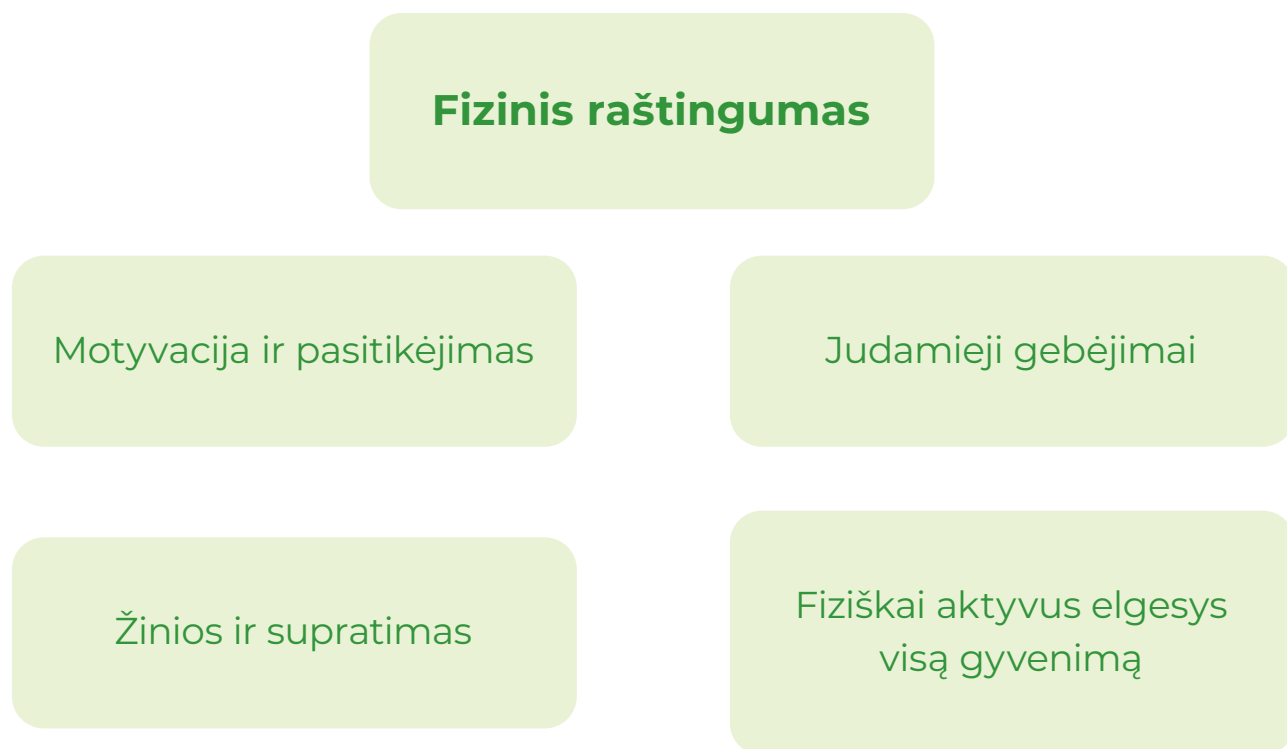 Fizinis raštingumas
Motyvacija ir pasitikėjimas
Judamieji gebėjimai
Žinios ir supratimas
Fiziškai aktyvus elgesys
visą gyvenimą